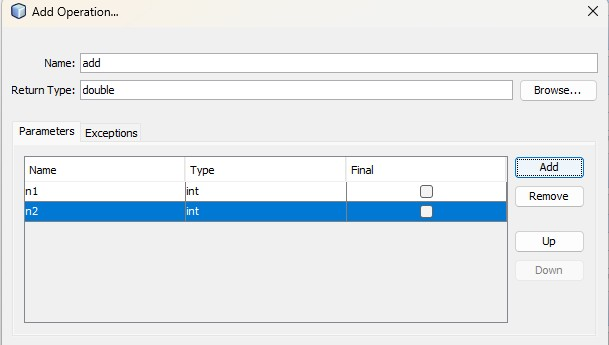 Add Operation...
Name: add
Return Type: double Browse...
Parameters Exceptions
Name Type Final Add
n1 int
Remove
n2 int
Up
Down